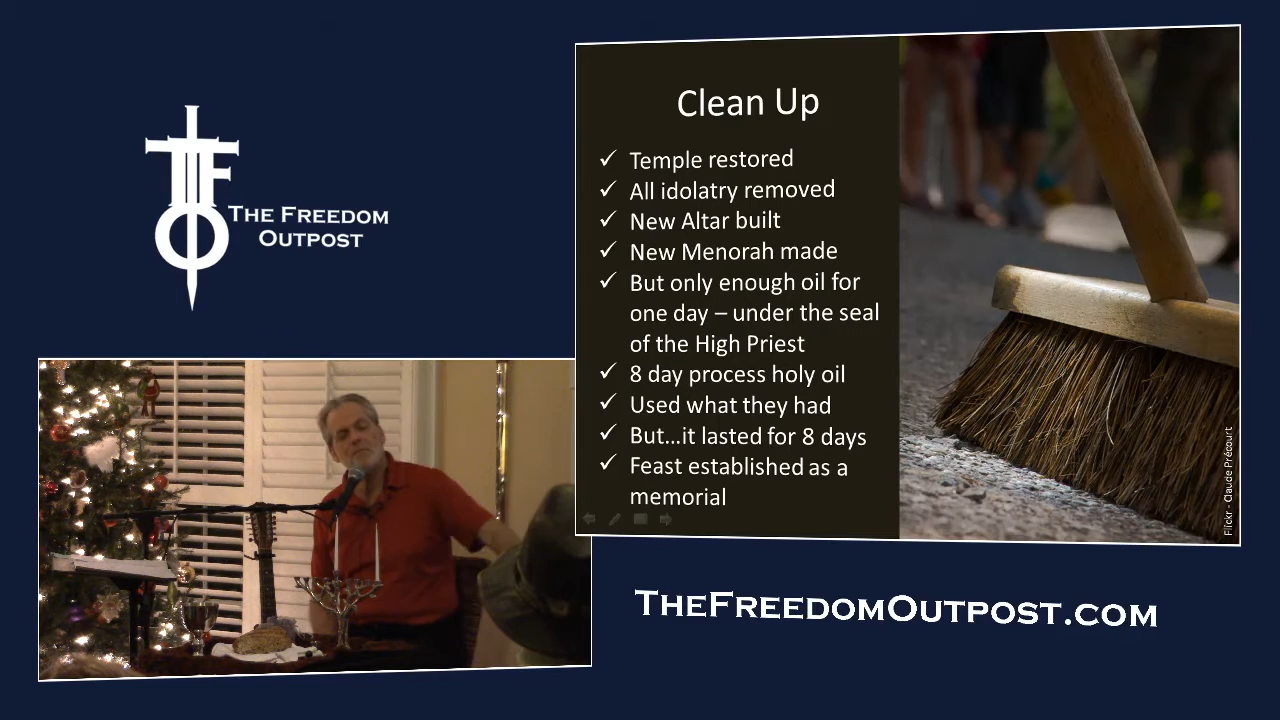 THE FREEDOM
OUTPOST
Clean Up
✓ Temple restored
✓ All idolatry removed
✓ New Altar built
✓ New Menorah made
✓ But only enough oil for
one day – under the seal
of the High Priest
✓ 8 day process holy oil
✓ Used what they had
✓ But...it lasted for 8 days
✓ Feast established as a
memorial
Flickr - Claude Précourt
THEFREEDOMOUTPOST.COM